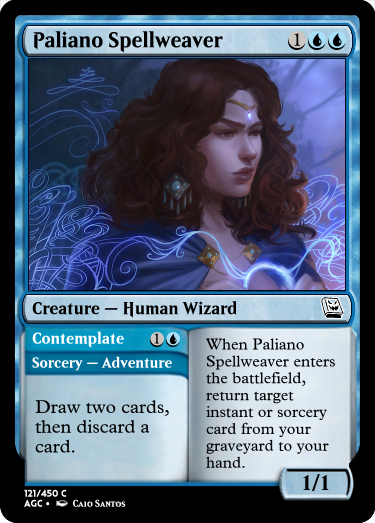 Paliano Spellweaver 1
Creature — Human Wizard
Contemplate 1
Sorcery — Adventure
Draw two cards,
then discard a
card.
When Paliano
Spellweaver enters
the battlefield,
return target
instant or sorcery
card from your
graveyard to your
hand.
1/1
121/450 C
AGC • Caio Santos